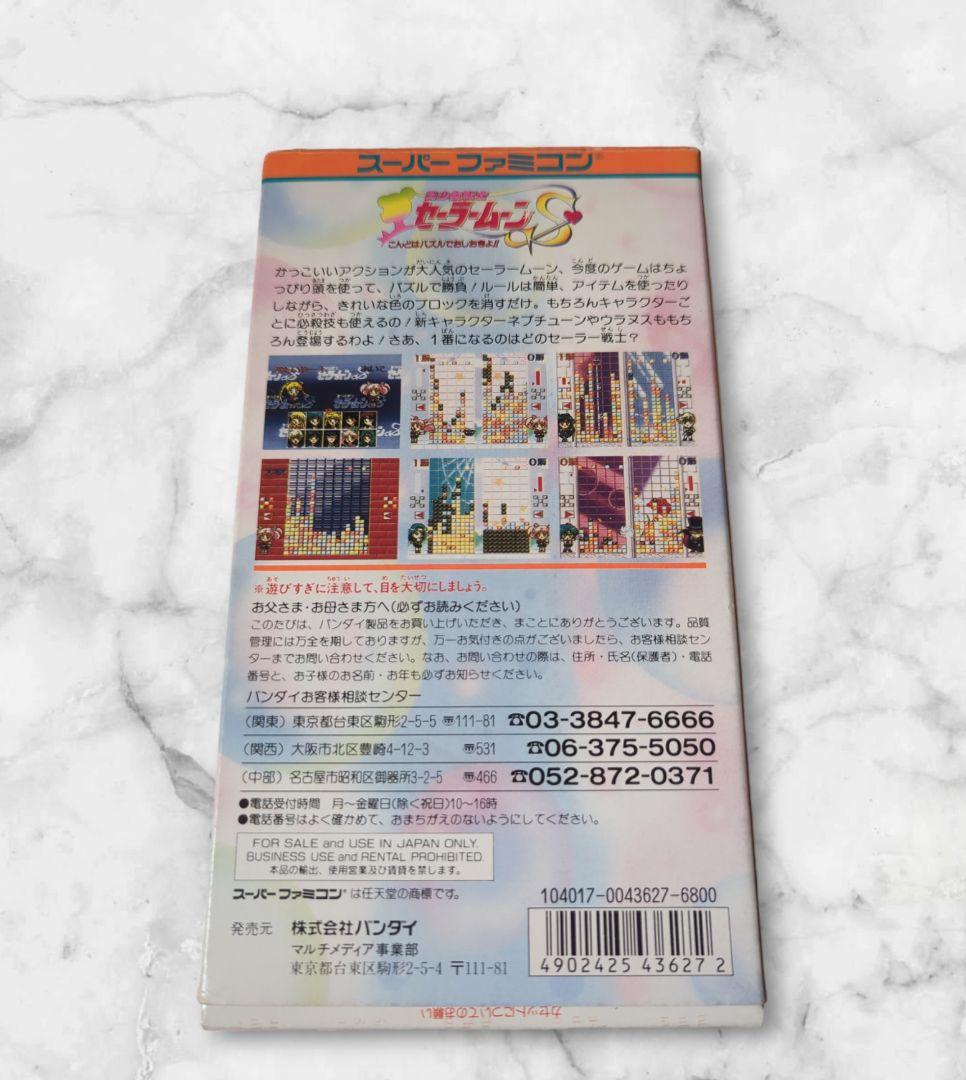 スーパーファミコン®
美少女戦士
セーラームーンS
こんどはパズルでおしおきよ!!
かっこいいアクションが大人気のセーラームーン、今度のゲームはちょ
っぴり頭を使って、パズルで勝負!ルールは簡単、アイテムを使ったり
しながら、きれいな色のブロックを消すだけ。もちろんキャラクターご
とに必殺技も使えるの!新キャラクターネプチューンやウラヌスももち
ろん登場するわよ!さあ、1番になるのはどのセーラー戦士?
※遊びすぎに注意して、目を大切にしましょう。
お父さま・お母さま方へ(必ずお読みください)
このたびは、バンダイ製品をお買い上げいただき、まことにありがとうございます。品質
管理には万全を期しておりますが、万一お気付きの点がございましたら、お客様相談セン
ターまでお問い合わせください。なお、お問い合わせの際は、住所・氏名(保護者)・電話
番号と、お子様のお名前・お年も必ずお知らせください。
バンダイお客様相談センター
(関東) 東京都台東区駒形2-5-5 〒111-81 ☎03-3847-6666
(関西) 大阪市北区豊崎4-12-3 〒531 ☎06-375-5050
(中部) 名古屋市昭和区御器所3-2-5 〒466 ☎052-872-0371
●電話受付時間 月〜金曜日(除く祝日)10〜16時
●電話番号はよく確かめて、おまちがえのないようにしてください。
FOR SALE and USE IN JAPAN ONLY.
BUSINESS USE and RENTAL PROHIBITED.
本品の輸出、使用営業及び賃貸を禁じます。
スーパーファミコン®は任天堂の商標です。
104017-0043627-6800
発売元 株式会社バンダイ
マルチメディア事業部
東京都台東区駒形2-5-4 〒111-81
4902425 43627 2
カセットについてのお願い